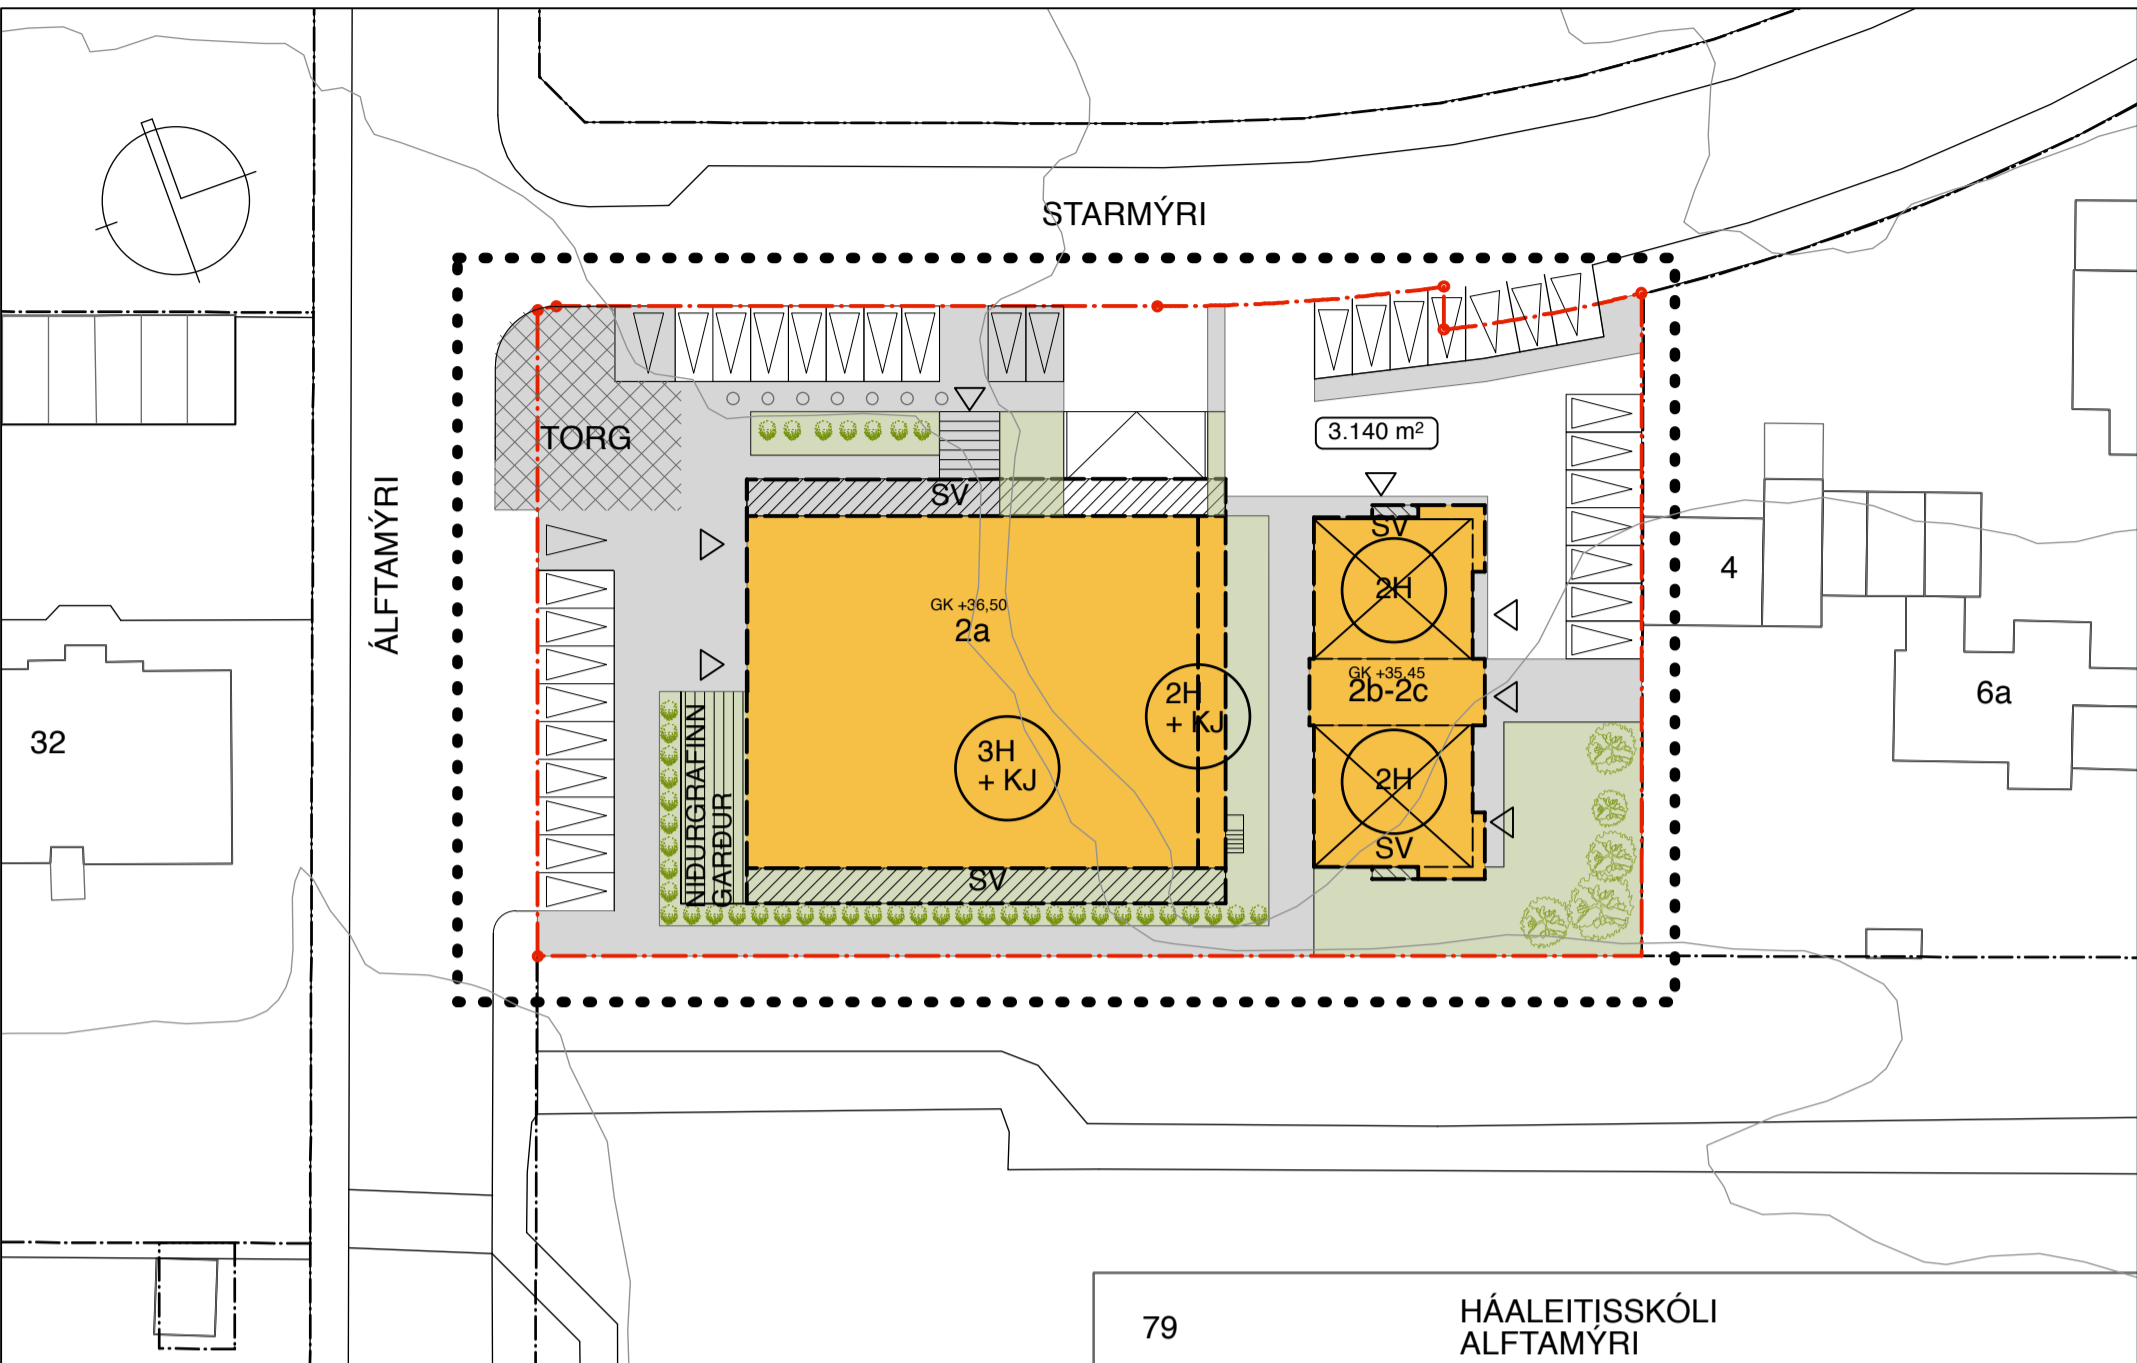 STARMÝRI
TORG
3.140 m²
SV
SV
ÁLFTAMÝRI
GK +36,50
2a
2H
4
GK +35,45
2b-2c
2H
+ KJ
6a
32
3H
+ KJ
2H
NIÐURGRAFINN
GARÐUR
SV
SV
79
HÁALEITISSKÓLI
ALFTAMÝRI